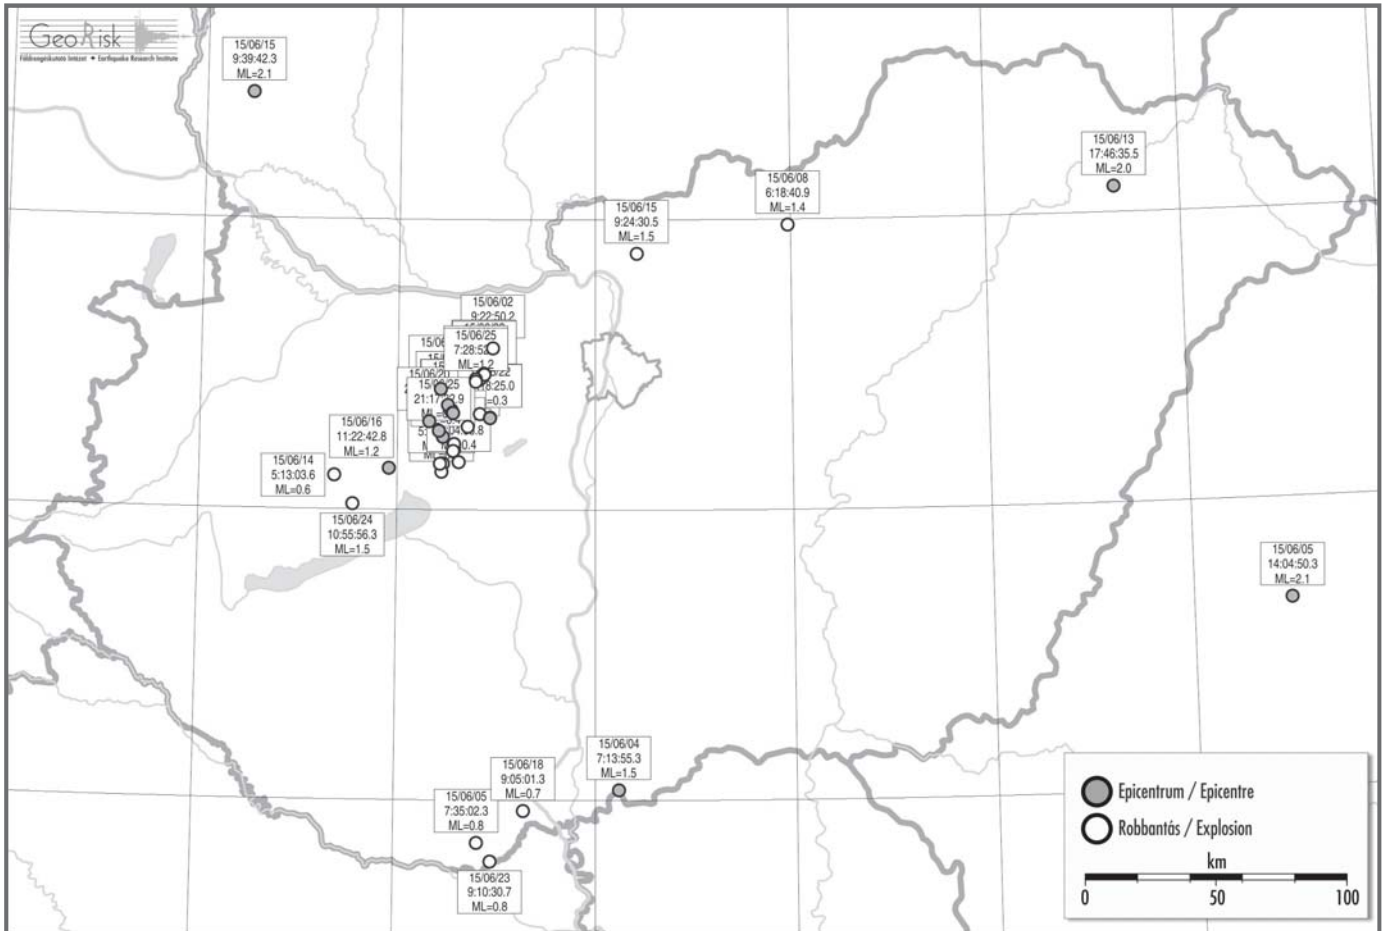 GeoRisk
Földrengéskutató Intézet ✦ Earthquake Research Institute
15/06/15
9:39:42.3
ML=2.1
15/06/13
17:46:35.5
ML=2.0
15/06/08
6:18:40.9
ML=1.4
15/06/15
9:24:30.5
ML=1.5
15/06/02
9:22:50.2
15/06/25
7:28:52
ML=1.2
15/06/20
18:25.0
=0.3
15/06/16
11:22:42.8
ML=1.2
15/06/14
5:13:03.6
ML=0.6
15/06/24
10:55:56.3
ML=1.5
15/06/05
14:04:50.3
ML=2.1
15/06/04
7:13:55.3
ML=1.5
15/06/18
9:05:01.3
ML=0.7
15/06/05
7:35:02.3
ML=0.8
15/06/23
9:10:30.7
ML=0.8
Epicentrum / Epicentre
Robbantás / Explosion
km
0 50 100